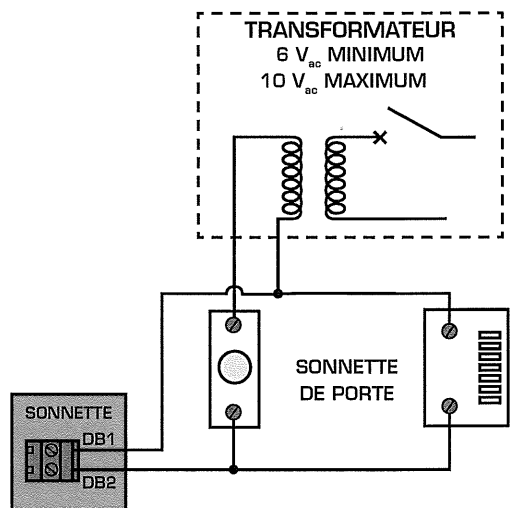 TRANSFORMATEUR
6 Vac MINIMUM
10 Vac MAXIMUM
SONNETTE
DE PORTE
SONNETTE
DB1
DB2